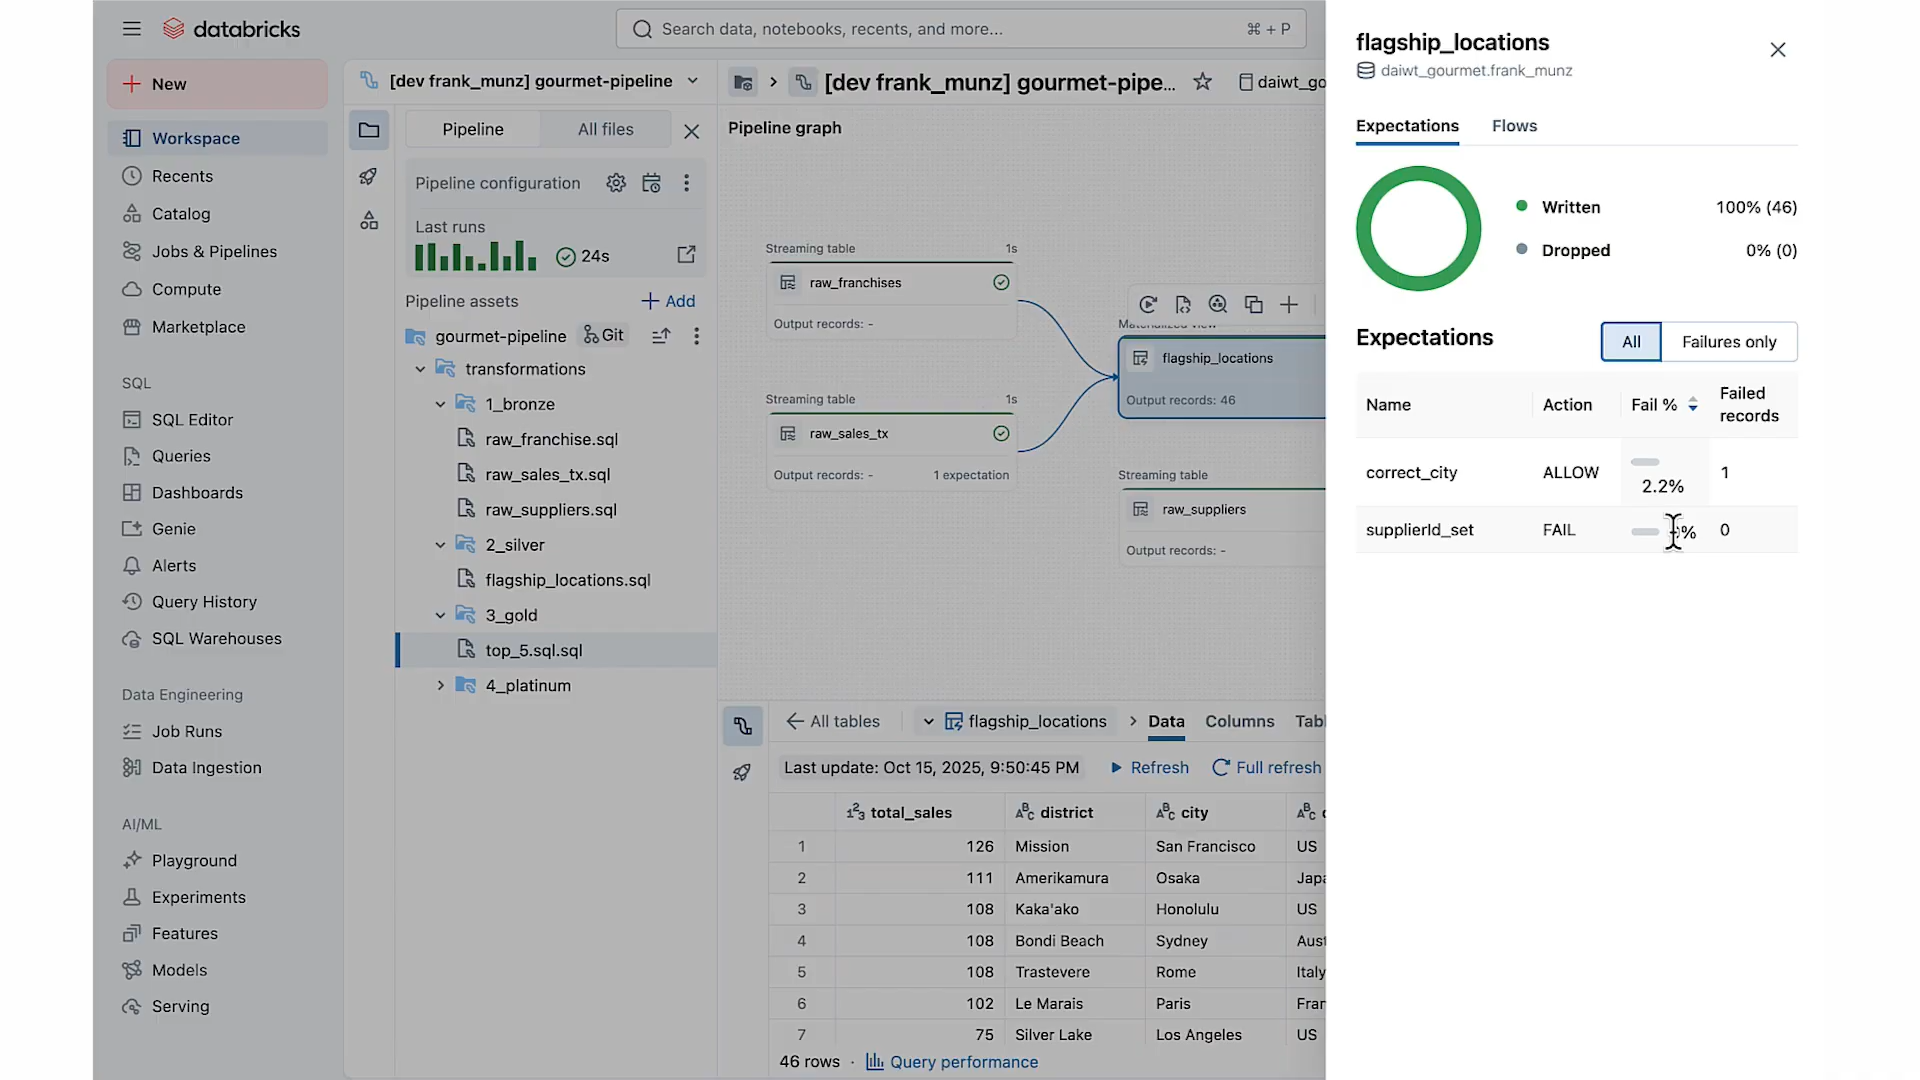 databricks
Search data, notebooks, recents, and more...
⌘ + P
New
Workspace
Recents
Catalog
Jobs & Pipelines
Compute
Marketplace
SQL
SQL Editor
Queries
Dashboards
Genie
Alerts
Query History
SQL Warehouses
Data Engineering
Job Runs
Data Ingestion
AI/ML
Playground
Experiments
Features
Models
Serving
[dev frank_munz] gourmet-pipeline
Pipeline
All files
Pipeline configuration
Last runs
24s
Pipeline assets
Add
gourmet-pipeline
Git
transformations
1_bronze
raw_franchise.sql
raw_sales_tx.sql
raw_suppliers.sql
2_silver
flagship_locations.sql
3_gold
top_5.sql.sql
4_platinum
[dev frank_munz] gourmet-pipe...
daiwt_go
Pipeline graph
Streaming table 1s
raw_franchises
Output records: -
Streaming table 1s
raw_sales_tx
Output records: - 1 expectation
Materialized view
flagship_locations
Output records: 46
Streaming table
raw_suppliers
Output records: -
All tables
flagship_locations
Data
Columns
Tabl
Last update: Oct 15, 2025, 9:50:45 PM
Refresh
Full refresh
total_sales district city
1 126 Mission San Francisco US
2 111 Amerikamura Osaka Japa
3 108 Kaka'ako Honolulu US
4 108 Bondi Beach Sydney Aust
5 108 Trastevere Rome Italy
6 102 Le Marais Paris Fran
7 75 Silver Lake Los Angeles US
46 rows · Query performance
flagship_locations
daiwt_gourmet.frank_munz
Expectations
Flows
Written 100% (46)
Dropped 0% (0)
Expectations
All
Failures only
Name Action Fail % Failed records
correct_city ALLOW 2.2% 1
supplierId_set FAIL % 0